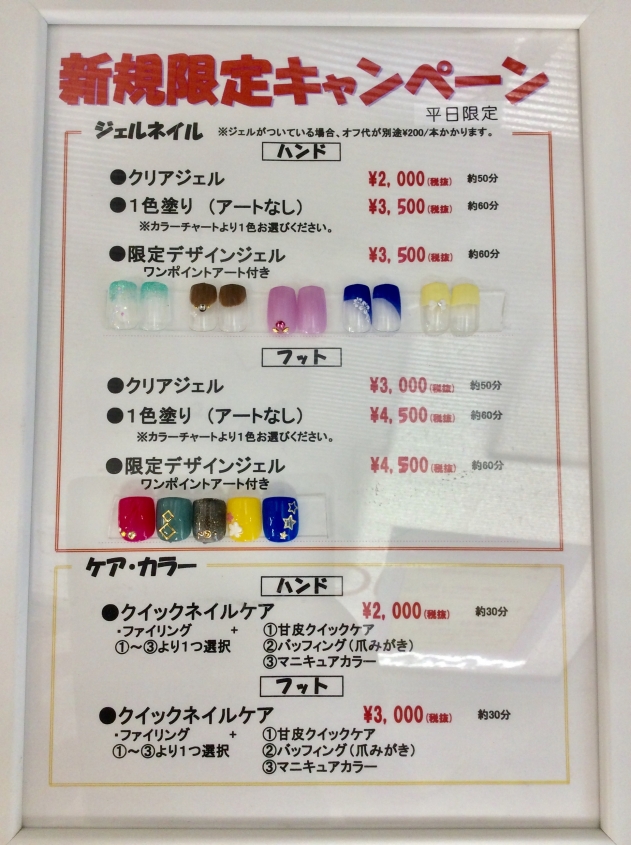 新規限定キャンペーン
平日限定
ジェルネイル ※ジェルがついている場合、オフ代が別途¥200/本かかります。
ハンド
●クリアジェル ¥2,000(税抜) 約50分
●1色塗り（アートなし） ¥3,500(税抜) 約60分
※カラーチャートより1色お選びください。
●限定デザインジェル ¥3,500(税抜) 約60分
ワンポイントアート付き
フット
●クリアジェル ¥3,000(税抜) 約50分
●1色塗り（アートなし） ¥4,500(税抜) 約60分
※カラーチャートより1色お選びください。
●限定デザインジェル ¥4,500(税抜) 約60分
ワンポイントアート付き
ケア・カラー
ハンド
●クイックネイルケア ¥2,000(税抜) 約30分
・ファイリング + ①甘皮クイックケア
①～③より1つ選択 ②バッフィング(爪みがき)
③マニキュアカラー
フット
●クイックネイルケア ¥3,000(税抜) 約30分
・ファイリング + ①甘皮クイックケア
①～③より1つ選択 ②バッフィング(爪みがき)
③マニキュアカラー